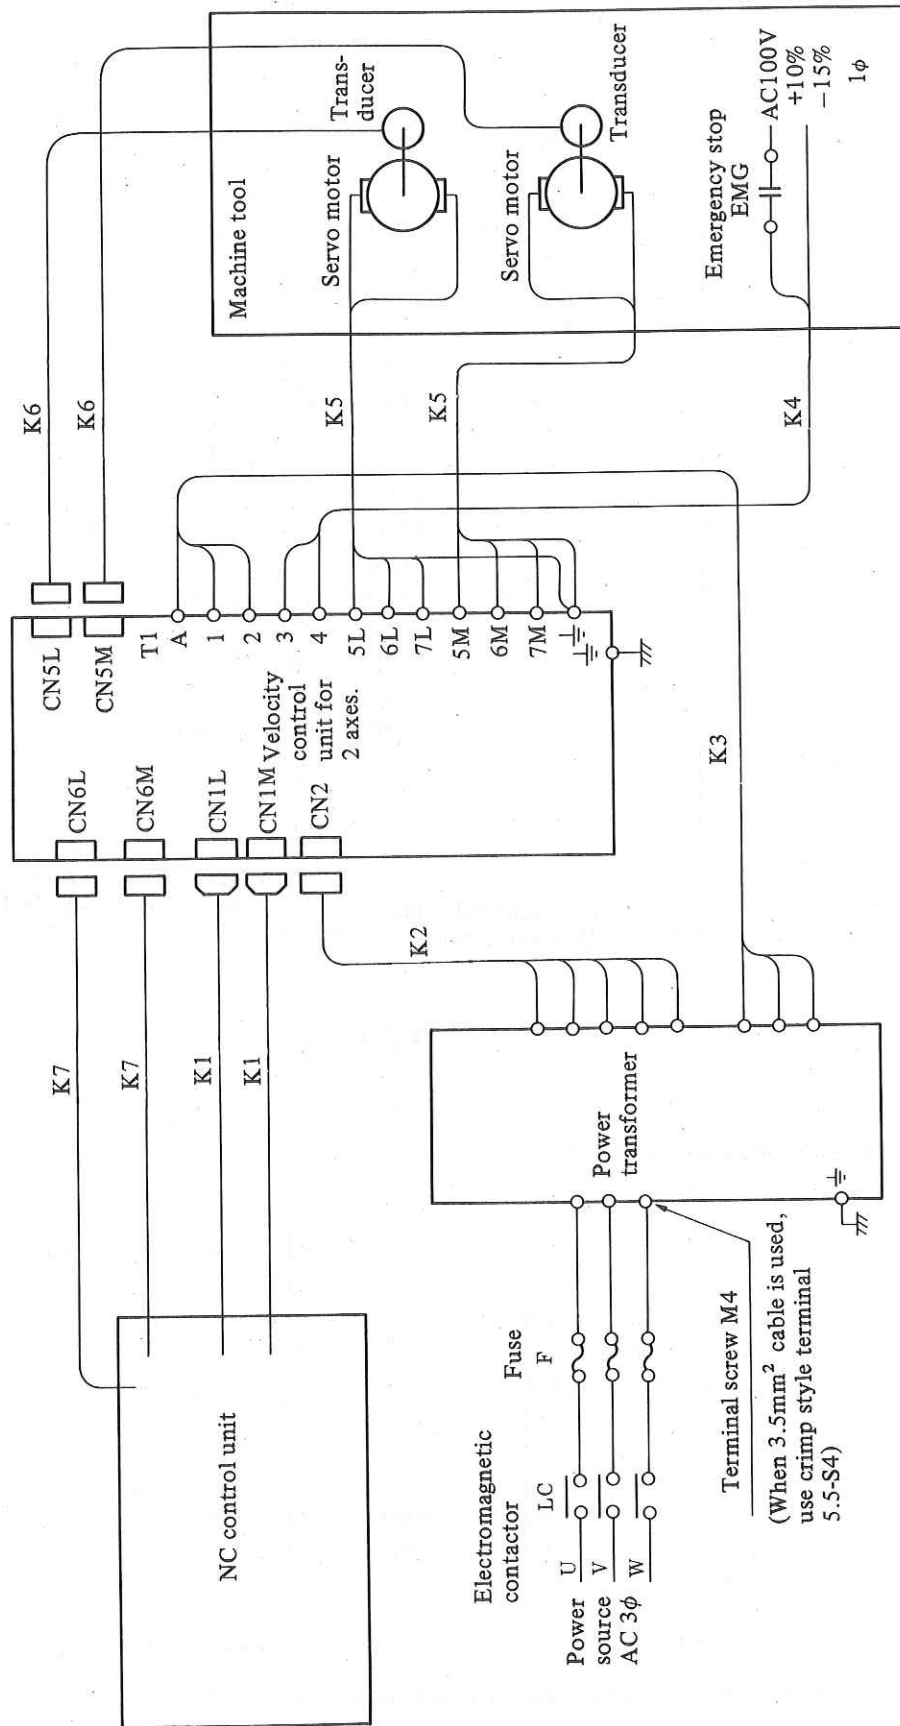 NC control unit
K7
K7
K1
K1
CN6L
CN6M
CN1L
CN1M
CN2
Velocity
control
unit for
2 axes.
CN5L
CN5M
T1
A
1
2
3
4
5L
6L
7L
5M
6M
7M
K6
K6
K5
K5
K4
K3
K2
Machine tool
Servo motor
Trans-
ducer
Servo motor
Transducer
Emergency stop
EMG
AC100V
+10%
−15%
1ϕ
Power
transformer
Electromagnetic
contactor
LC
Fuse
F
Power
source
AC 3ϕ
U
V
W
Terminal screw M4
(When 3.5mm² cable is used,
use crimp style terminal
5.5-S4)